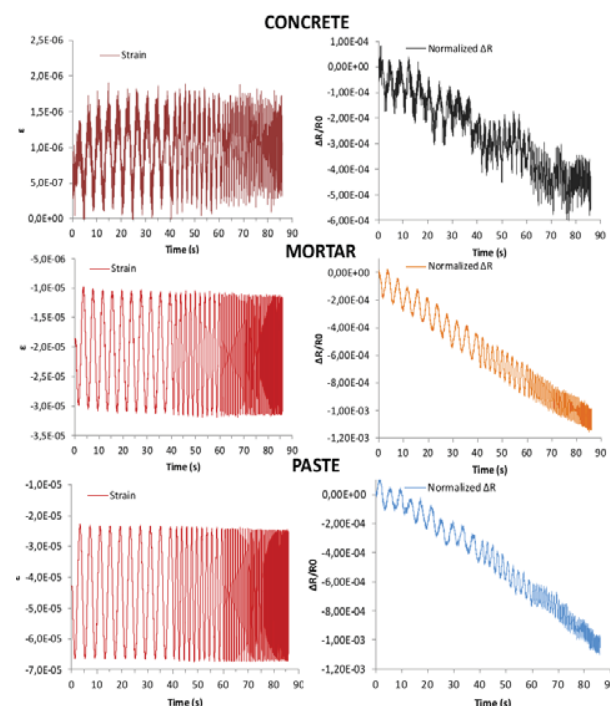 CONCRETE
2,5E-06
2,0E-06
1,5E-06
1,0E-06
5,0E-07
0,0E+00
ε
Strain
0 10 20 30 40 50 60 70 80 90
Time (s)
1,00E-04
0,00E+00
-1,00E-04
-2,00E-04
-3,00E-04
-4,00E-04
-5,00E-04
-6,00E-04
ΔR/R0
Normalized ΔR
0 10 20 30 40 50 60 70 80 90
Time (s)
MORTAR
-5,0E-06
-1,0E-05
-1,5E-05
-2,0E-05
-2,5E-05
-3,0E-05
-3,5E-05
ε
Strain
0 10 20 30 40 50 60 70 80 90
Time (s)
0,00E+00
-2,00E-04
-4,00E-04
-6,00E-04
-8,00E-04
-1,00E-03
-1,20E-03
ΔR/R0
Normalized ΔR
0 10 20 30 40 50 60 70 80 90
Time (s)
PASTE
-1,0E-05
-2,0E-05
-3,0E-05
-4,0E-05
-5,0E-05
-6,0E-05
-7,0E-05
Strain
0 10 20 30 40 50 60 70 80 90
Time (s)
0,00E+00
-2,00E-04
-4,00E-04
-6,00E-04
-8,00E-04
-1,00E-03
-1,20E-03
ΔR/R0
Normalized ΔR
0 10 20 30 40 50 60 70 80 90
Time (s)